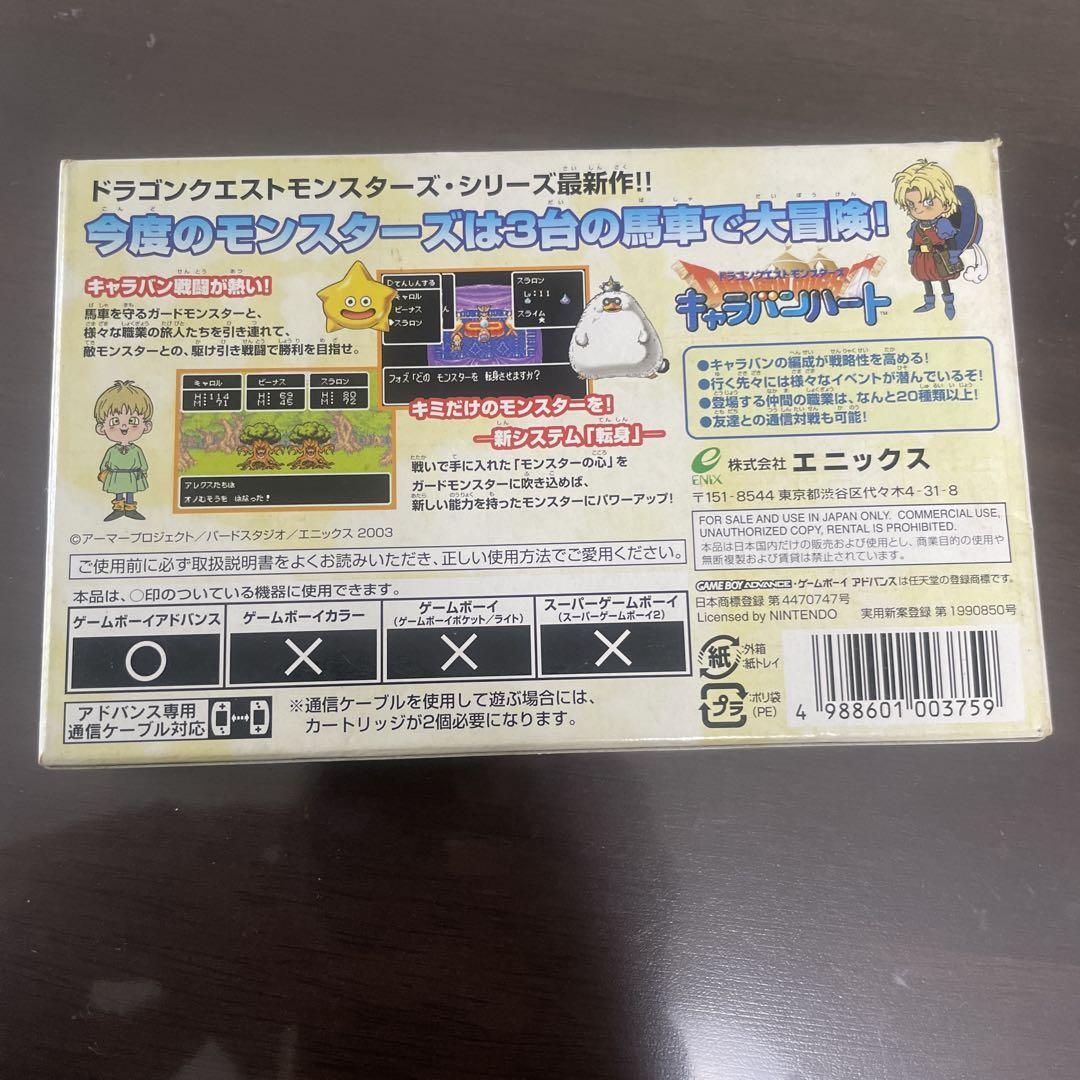 ドラゴンクエストモンスターズ・シリーズ最新作!!
今度のモンスターズは3台の馬車で大冒険!
キャラバン戦闘が熱い!
馬車を守るガードモンスターと、
様々な職業の旅人たちを引き連れて、
敵モンスターとの、駆け引き戦闘で勝利を目指せ。
キャロル
H:114
M: 71
ビーナス
H: 69
M: 45
スラロン
H: 80
M: 72
アレクスたちは
オノむそうを はなった!
▷てんしんする
キャロル
ビーナス
スラロン
スラロン
Lv:11
スライム
フォズ「どの モンスターを 転身させますか?
キミだけのモンスターを!
—新システム「転身」—
戦いで手に入れた「モンスターの心」を
ガードモンスターに吹き込めば、
新しい能力を持ったモンスターにパワーアップ!
©アーマープロジェクト/バードスタジオ/エニックス 2003
ドラゴンクエストモンスターズ
キャラバンハート™
●キャラバンの編成が戦略性を高める!
●行く先々には様々なイベントが潜んでいるぞ!
●登場する仲間の職業は、なんと20種類以上!
●友達との通信対戦も可能!
ENIX
株式会社 エニックス
〒151-8544 東京都渋谷区代々木4-31-8
FOR SALE AND USE IN JAPAN ONLY. COMMERCIAL USE,
UNAUTHORIZED COPY, RENTAL IS PROHIBITED.
本品は日本国内だけの販売および使用とし、商業目的の使用や
無断複製および賃貸は禁止されています。
GAME BOY ADVANCE・ゲームボーイ アドバンスは任天堂の登録商標です。
日本商標登録 第4470747号
Licensed by NINTENDO 実用新案登録 第1990850号
ご使用前に必ず取扱説明書をよくお読みいただき、正しい使用方法でご愛用ください。
本品は、○印のついている機器に使用できます。
ゲームボーイアドバンス
○
ゲームボーイカラー
×
ゲームボーイ
(ゲームボーイポケット/ライト)
×
スーパーゲームボーイ
(スーパーゲームボーイ2)
×
アドバンス専用
通信ケーブル対応
※通信ケーブルを使用して遊ぶ場合には、
カートリッジが2個必要になります。
紙
:外箱
:紙トレイ
プラ
:ポリ袋
(PE)
4 988601 003759